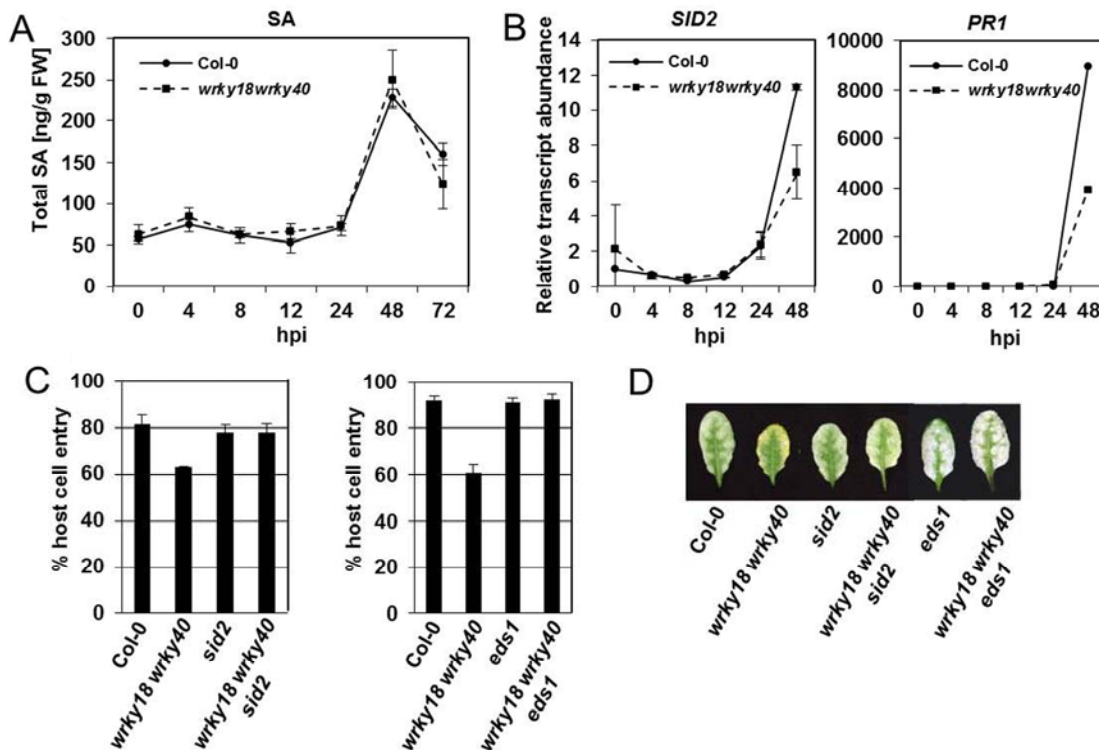 A
SA
Total SA [ng/g FW]
300
250
200
150
100
50
0
Col-0
wrky18wrky40
0 4 8 12 24 48 72
hpi
B
SID2
Relative transcript abundance
14
12
10
8
6
4
2
0
Col-0
wrky18wrky40
0 4 8 12 24 48
hpi
PR1
10000
8000
6000
4000
2000
0
Col-0
wrky18wrky40
0 4 8 12 24 48
hpi
C
% host cell entry
100
80
60
40
20
0
Col-0
wrky18 wrky40
sid2
wrky18 wrky40
sid2
% host cell entry
100
80
60
40
20
0
Col-0
wrky18 wrky40
eds1
wrky18 wrky40
eds1
D
Col-0
wrky18 wrky40
sid2
wrky18 wrky40
sid2
eds1
wrky18 wrky40
eds1